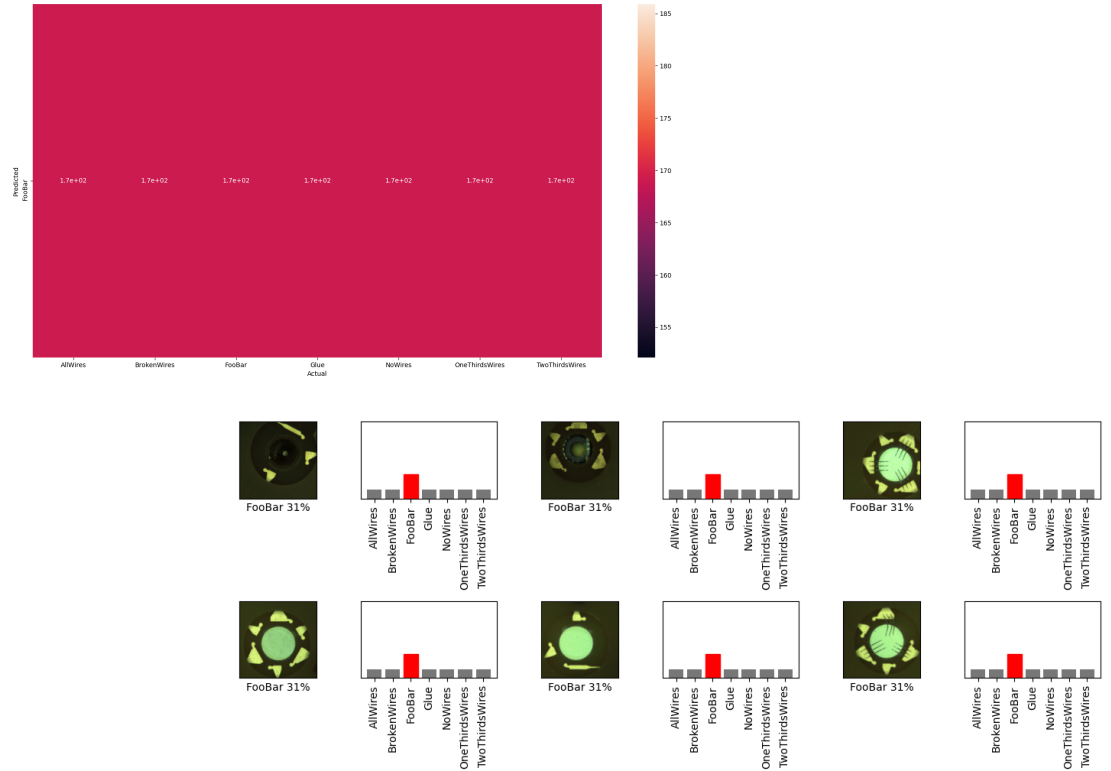 185
180
175
170
165
160
155
Predicted
FooBar
1.7e+02 1.7e+02 1.7e+02 1.7e+02 1.7e+02 1.7e+02 1.7e+02
AllWires BrokenWires FooBar Glue NoWires OneThirdsWires TwoThirdsWires
Actual
FooBar 31%
AllWires
BrokenWires
FooBar
Glue
NoWires
OneThirdsWires
TwoThirdsWires
FooBar 31%
AllWires
BrokenWires
FooBar
Glue
NoWires
OneThirdsWires
TwoThirdsWires
FooBar 31%
AllWires
BrokenWires
FooBar
Glue
NoWires
OneThirdsWires
TwoThirdsWires
FooBar 31%
AllWires
BrokenWires
FooBar
Glue
NoWires
OneThirdsWires
TwoThirdsWires
FooBar 31%
AllWires
BrokenWires
FooBar
Glue
NoWires
OneThirdsWires
TwoThirdsWires
FooBar 31%
AllWires
BrokenWires
FooBar
Glue
NoWires
OneThirdsWires
TwoThirdsWires